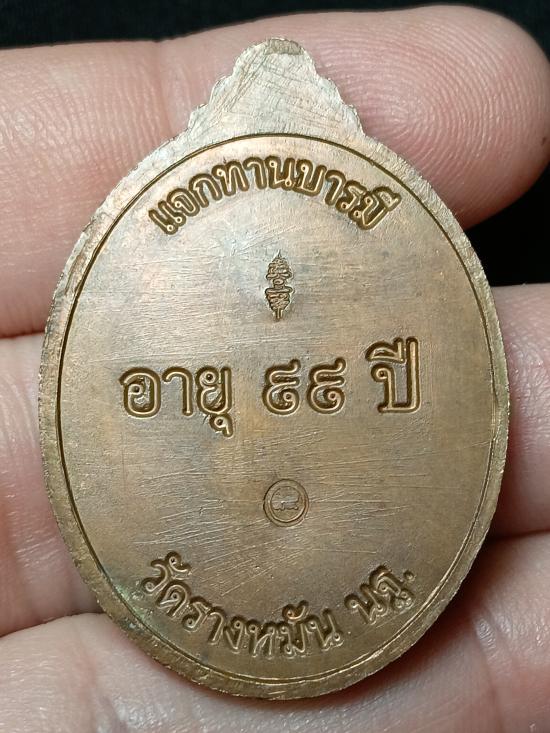 แจกทานบารมี
อายุ ๙๙ ปี
วัดรางหมัน นฐ.